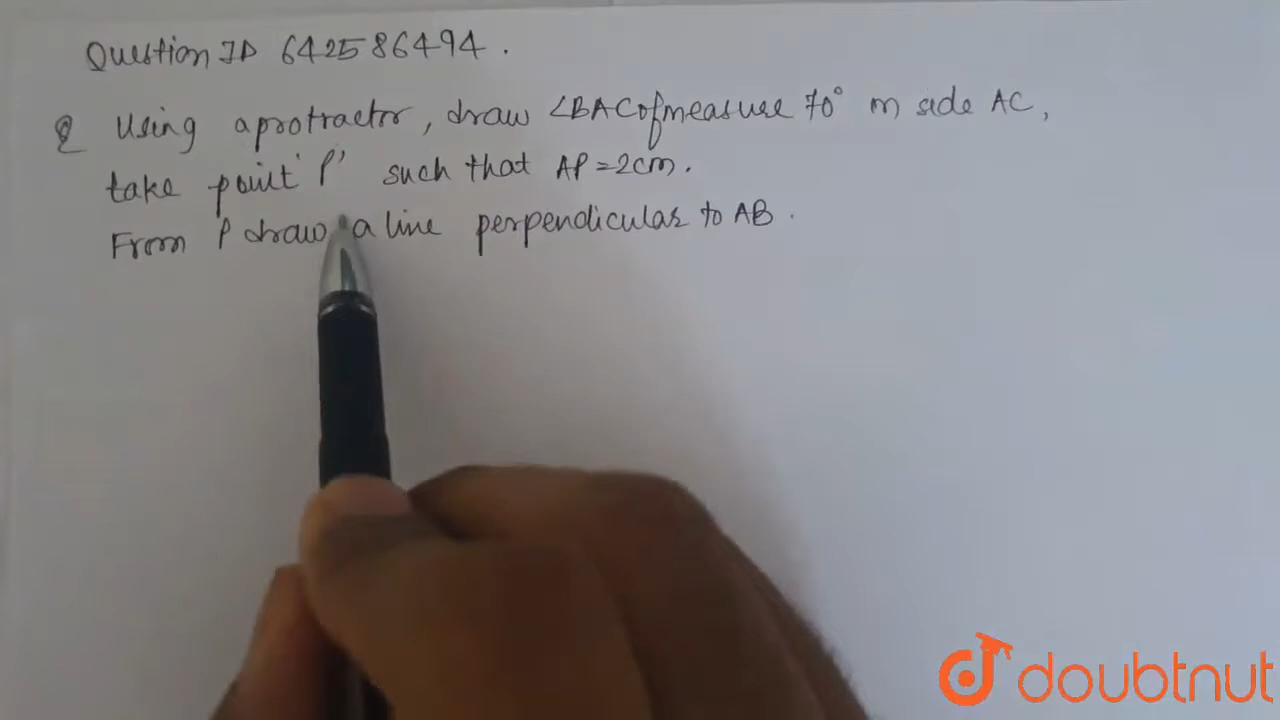 Question ID 642586494.
Q Using a protractor, draw ∠BAC of measure 70° on side AC,
take point 'P' such that AP=2cm.
From P draw a line perpendicular to AB.
doubtnut